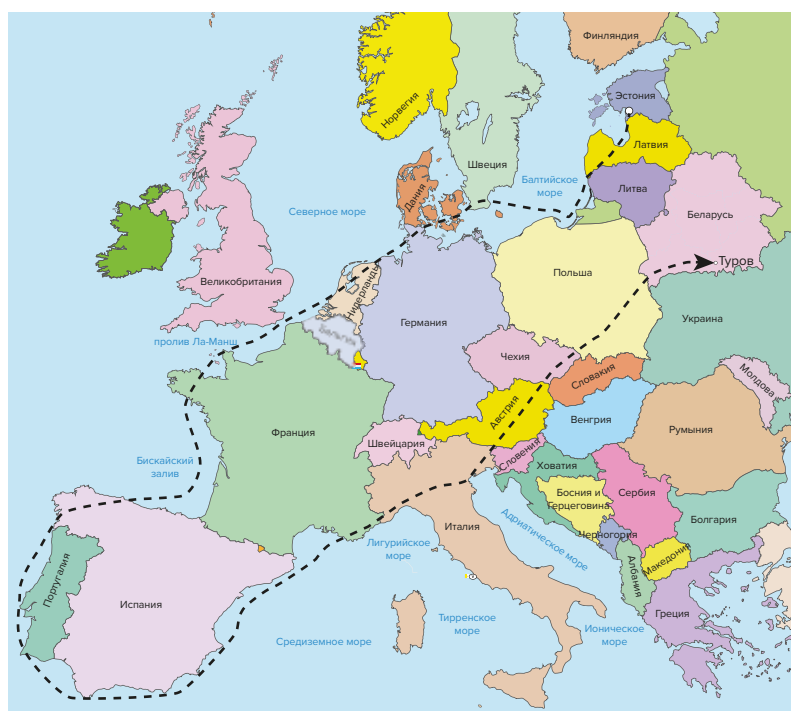 Финляндия
Норвегия
Эстония
Латвия
Швеция
Балтийское
море
Литва
Дания
Северное море
Беларусь
Туров
Польша
Великобритания
Нидерланды
Германия
Украина
Бельгия
пролив Ла-Манш
Чехия
Словакия
Молдова
Австрия
Венгрия
Румыния
Франция
Швейцария
Словения
Ховатия
Бискайский
залив
Босния и
Герцеговина
Сербия
Болгария
Италия
Черногория
Адриатическое море
Лигурийское
море
Македония
Албания
Португалия
Испания
Греция
Тирренское
море
Ионическое
море
Средиземное море